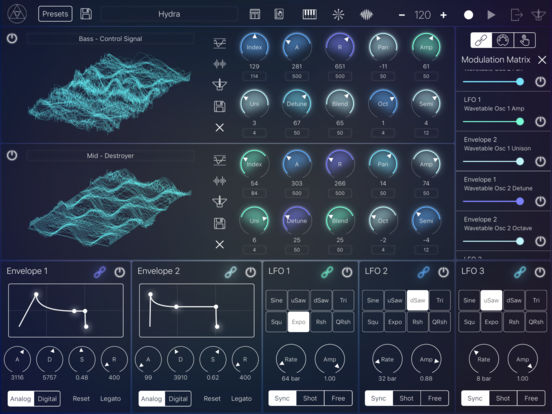 Presets
Hydra
- 120 +
Bass - Control Signal
Index A R Pan Amp
129 281 651 -11 61
114 500 500 50 50
Uni Detune Blend Oct Semi
3 67 65 1 4
4 50 50 4 12
Mid - Destroyer
Index A R Pan Amp
54 303 266 14 74
84 500 500 50 50
Uni Detune Blend Oct Semi
6 25 25 -2 -4
4 50 50 4 12
Modulation Matrix
LFO 1
Wavetable Osc 1 Amp
Envelope 2
Wavetable Osc 1 Unison
Envelope 1
Wavetable Osc 2 Detune
Envelope 2
Wavetable Osc 2 Octave
Envelope 1
A D S R
3116 5757 0.48 400
Analog Digital Reset Legato
Envelope 2
A D S R
99 3910 0.62 400
Analog Digital Reset Legato
LFO 1
Sine uSaw dSaw Tri
Squ Expo Rsh QRsh
Rate Amp
64 bar 1.00
Sync Shot Free
LFO 2
Sine uSaw dSaw Tri
Squ Expo Rsh QRsh
Rate Amp
32 bar 0.88
Sync Shot Free
LFO 3
Sine uSaw dSaw Tri
Squ Expo Rsh QRsh
Rate Amp
8 bar 1.00
Sync Shot Free